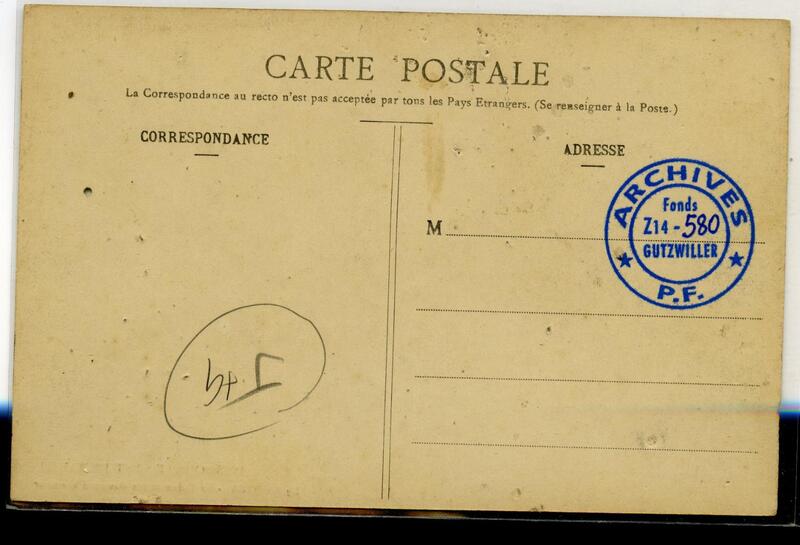 CARTE POSTALE
La Correspondance au recto n'est pas acceptée par tous les Pays Etrangers. (Se renseigner à la Poste.)
CORRESPONDANCE
ADRESSE
M
ARCHIVES
Fonds
Z14-580
GUTZWILLER
P.F.